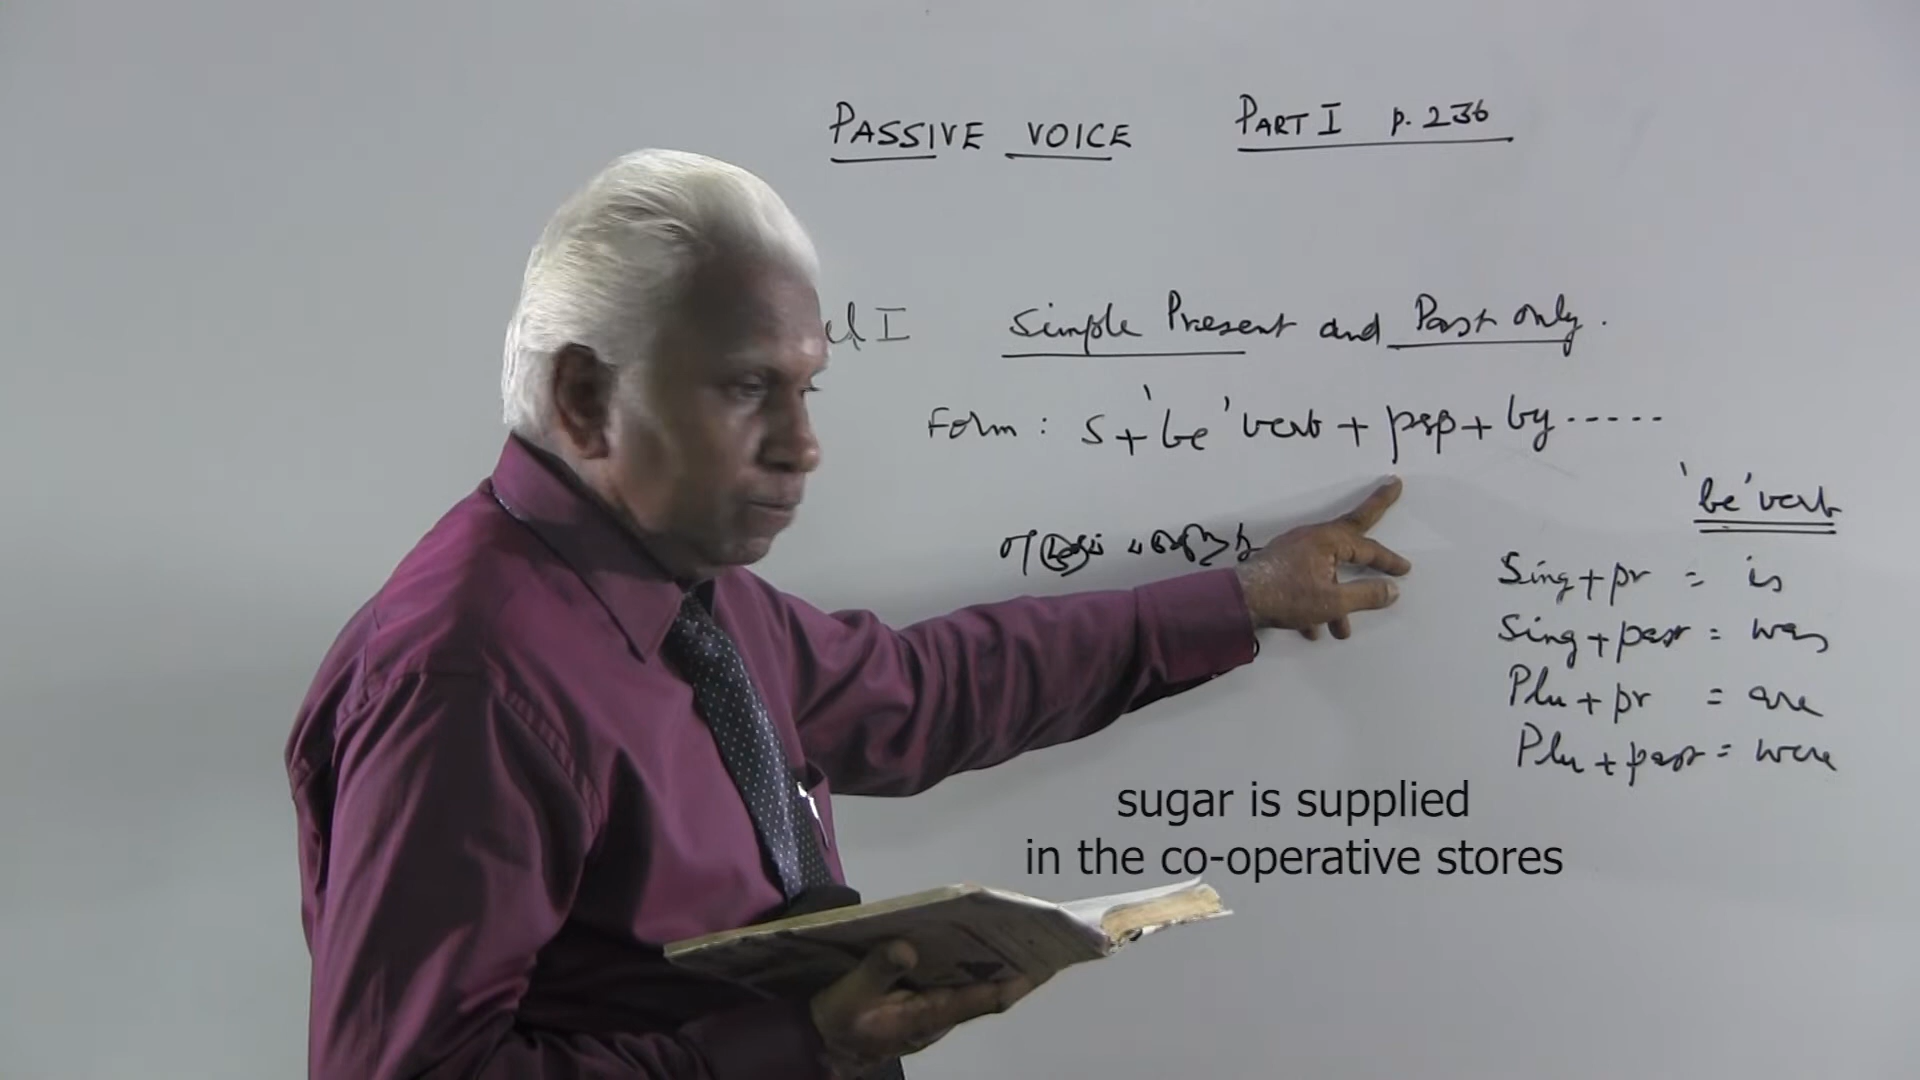 PASSIVE VOICE PART I p. 236
I Simple Present and Past only.
Form : S + 'be' verb + psp + by .....
'be' verb
Sing + pr = is
Sing + past = was
Plu + pr = are
Plu + past = were
sugar is supplied
in the co-operative stores